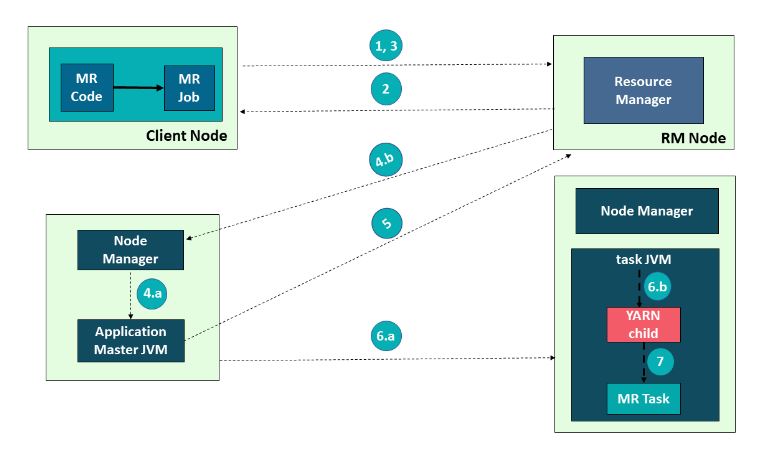 MR
Code
MR
Job
Client Node
1, 3
2
Resource
Manager
RM Node
4.b
5
Node
Manager
4.a
Application
Master JVM
6.a
Node Manager
task JVM
6.b
YARN
child
7
MR Task